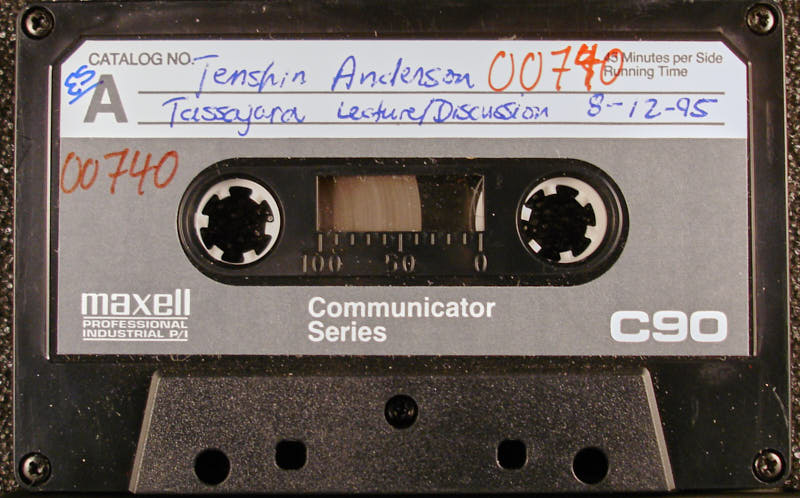 CATALOG NO. Tenshin Anderson 00740 45 Minutes per Side
Running Time
A Tassajara Lecture/Discussion 8-12-95
00740
100 50 0
maxell
PROFESSIONAL
INDUSTRIAL P/I
Communicator
Series
C90